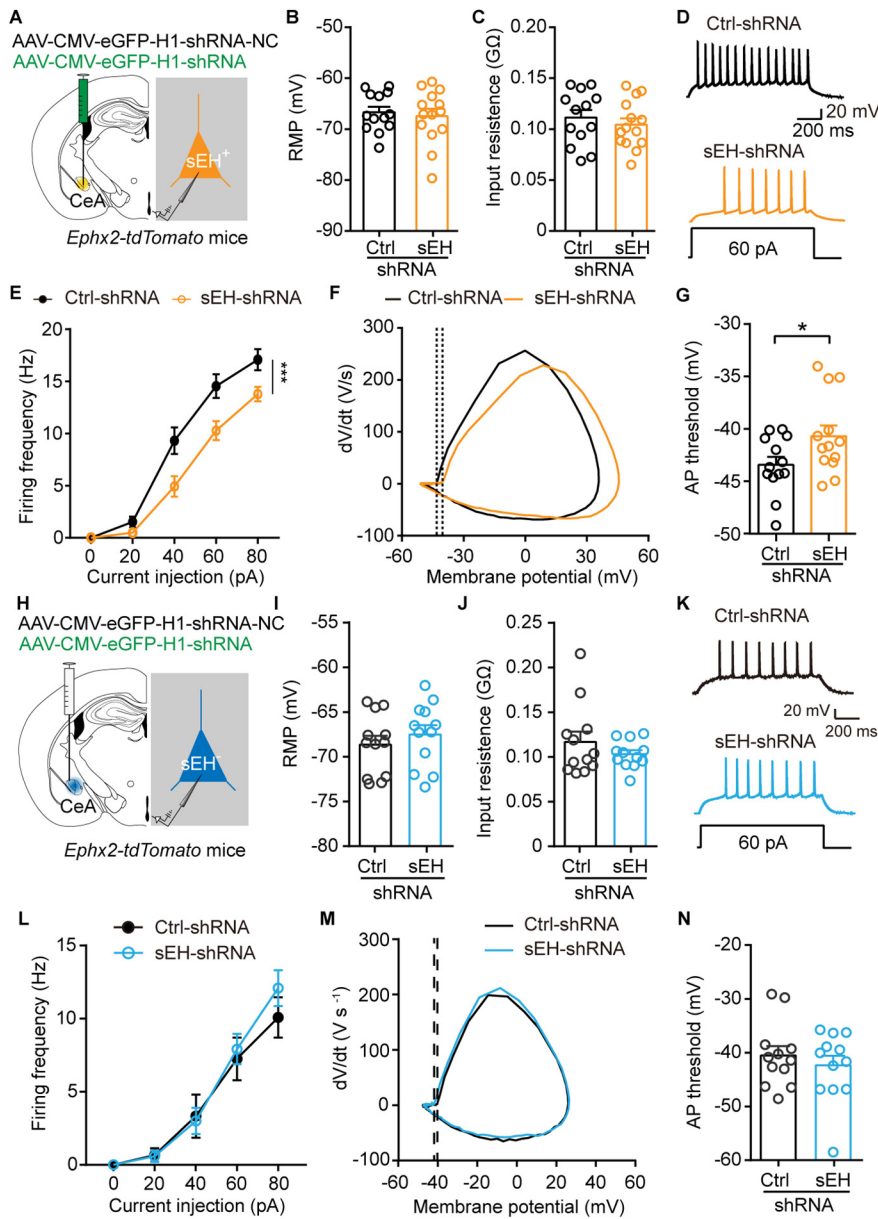 A
AAV-CMV-eGFP-H1-shRNA-NC
AAV-CMV-eGFP-H1-shRNA
sEH+
CeA
Ephx2-tdTomato mice
B
RMP (mV)
-50
-60
-70
-80
-90
Ctrl sEH
shRNA
C
Input resistence (GΩ)
0.20
0.15
0.10
0.05
0.00
Ctrl sEH
shRNA
D
Ctrl-shRNA
20 mV
200 ms
sEH-shRNA
60 pA
E
Ctrl-shRNA sEH-shRNA
Firing frequency (Hz)
20
15
10
5
0
***
0 20 40 60 80
Current injection (pA)
F
Ctrl-shRNA sEH-shRNA
dV/dt (V/s)
300
200
100
0
-100
-60 -30 0 30 60
Membrane potential (mV)
G
AP threshold (mV)
-30
-35
-40
-45
-50
*
Ctrl sEH
shRNA
H
AAV-CMV-eGFP-H1-shRNA-NC
AAV-CMV-eGFP-H1-shRNA
sEH-
CeA
Ephx2-tdTomato mice
I
RMP (mV)
-55
-60
-65
-70
-75
-80
Ctrl sEH
shRNA
J
Input resistence (GΩ)
0.25
0.20
0.15
0.10
0.05
0.00
Ctrl sEH
shRNA
K
Ctrl-shRNA
20 mV
200 ms
sEH-shRNA
60 pA
L
Ctrl-shRNA
sEH-shRNA
Firing frequency (Hz)
15
10
5
0
0 20 40 60 80
Current injection (pA)
M
Ctrl-shRNA
sEH-shRNA
dV/dt (V s-1)
300
200
100
0
-100
-60 -40 -20 0 20 40
Membrane potential (mV)
N
AP threshold (mV)
-20
-30
-40
-50
-60
Ctrl sEH
shRNA